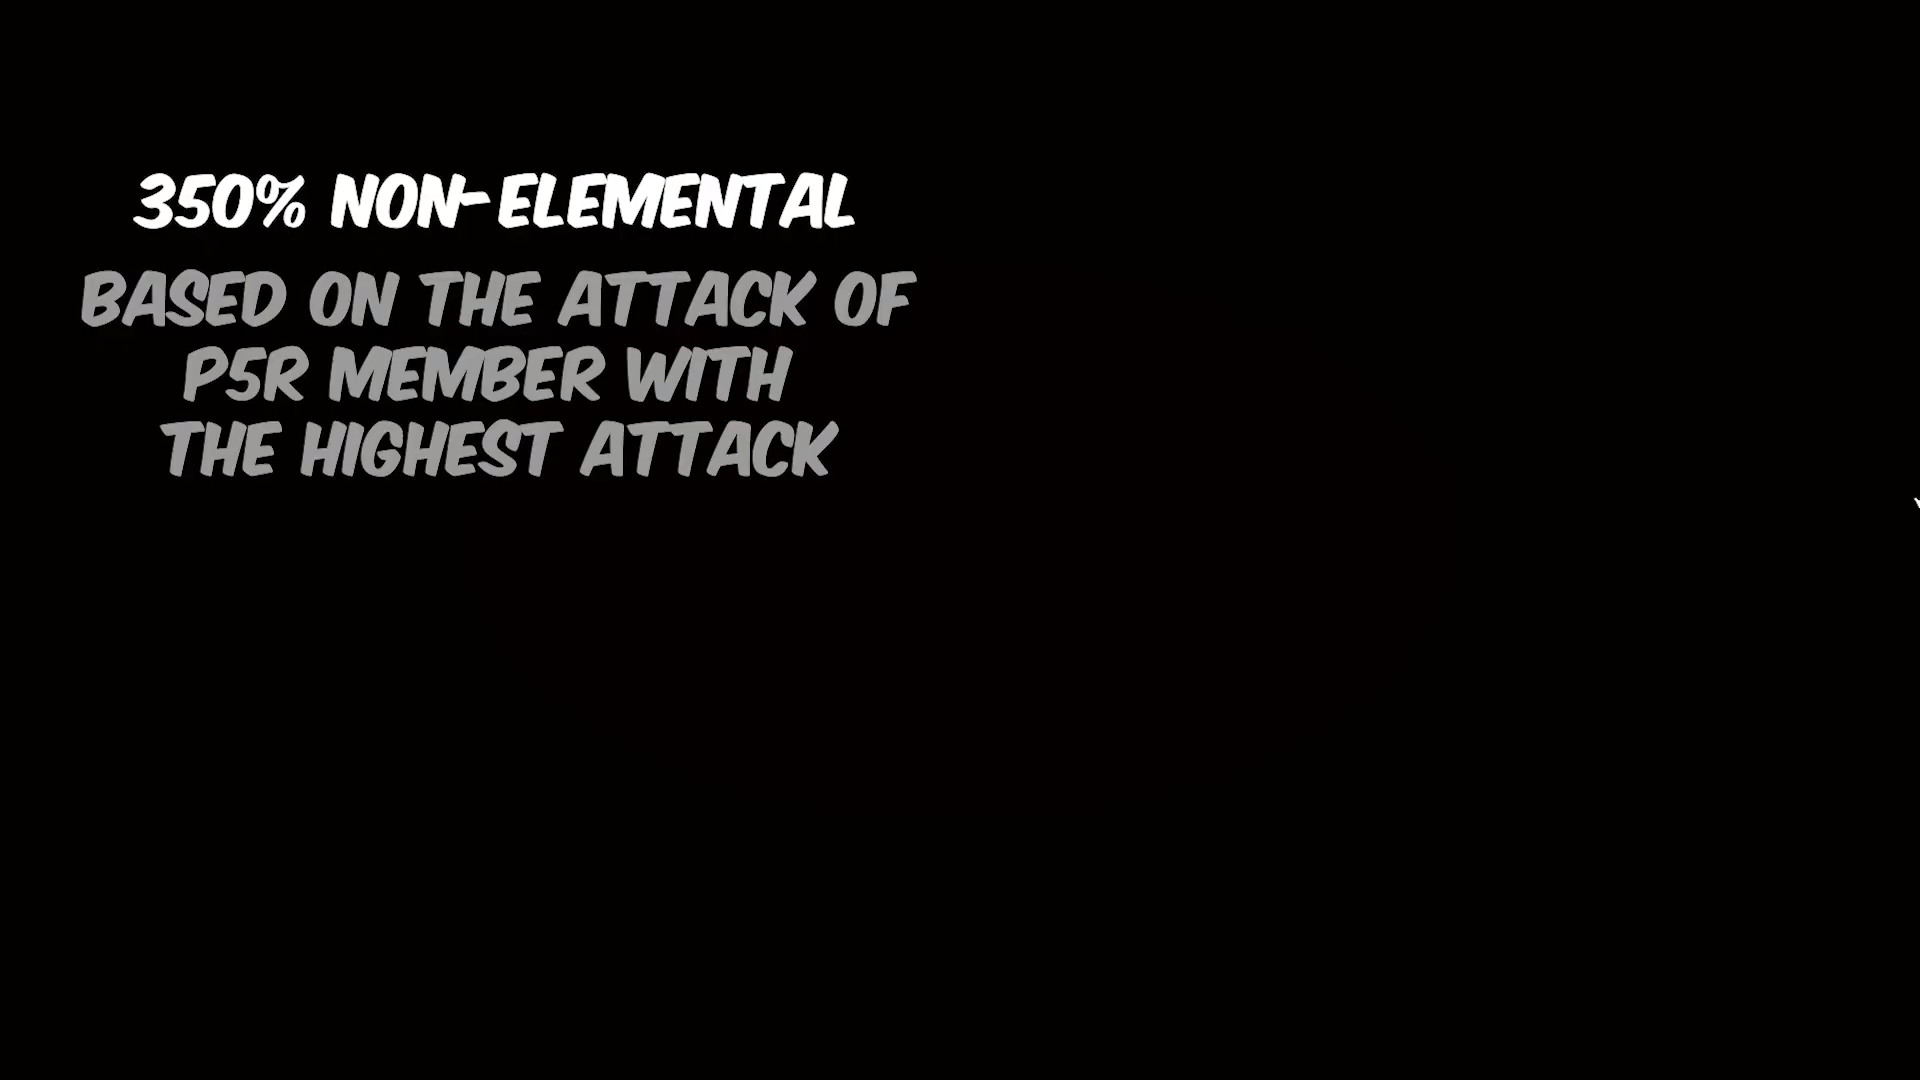 350% NON-ELEMENTAL
BASED ON THE ATTACK OF
P5R MEMBER WITH
THE HIGHEST ATTACK